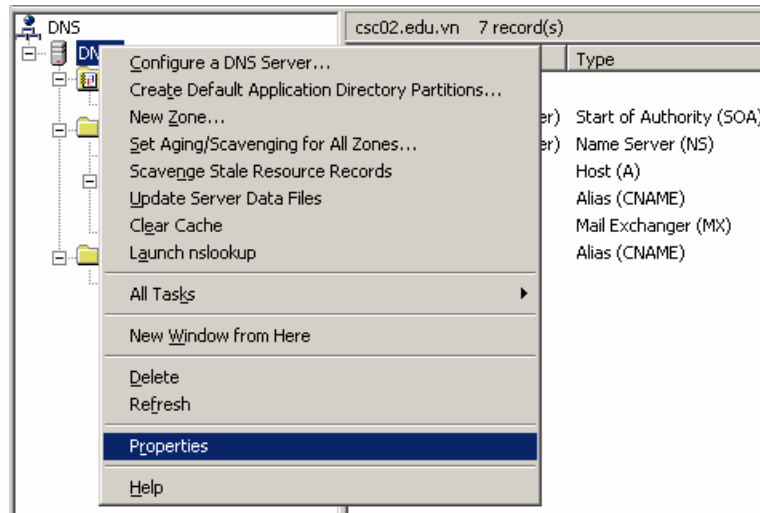 DNS
csc02.edu.vn 7 record(s)
DN
Type
Configure a DNS Server...
Create Default Application Directory Partitions...
New Zone...
er) Start of Authority (SOA)
Set Aging/Scavenging for All Zones...
er) Name Server (NS)
Scavenge Stale Resource Records
Host (A)
Update Server Data Files
Alias (CNAME)
Clear Cache
Mail Exchanger (MX)
Launch nslookup
Alias (CNAME)
All Tasks
New Window from Here
Delete
Refresh
Properties
Help